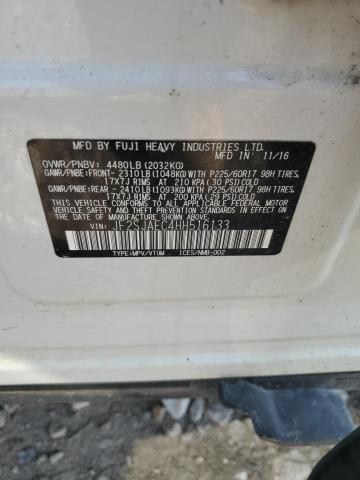 MFD BY FUJI HEAVY INDUSTRIES LTD.
GVWR/PNBV: 4480LB(2032KG) MFD IN 11/16
GAWR/PNBE:FRONT- 2310LB(1048KG)WITH P225/60R17 98H TIRES
17X7J RIMS AT 210 KPA(30 PSI)COLD
GAWR/PNBE:REAR - 2410LB(1093KG)WITH P225/60R17 98H TIRES
17X7J RIMS AT 200 KPA(29 PSI)COLD
THIS VEHICLE CONFORMS TO ALL APPLICABLE FEDERAL MOTOR
VEHICLE SAFETY, BUMPER, AND THEFT PREVENTION STANDARDS
IN EFFECT ON THE DATE OF MANUFACTURE SHOWN ABOVE.
VIN: JF2SJAEC4HH516133
TYPE:MPV/VTUM ICES/NMB-002